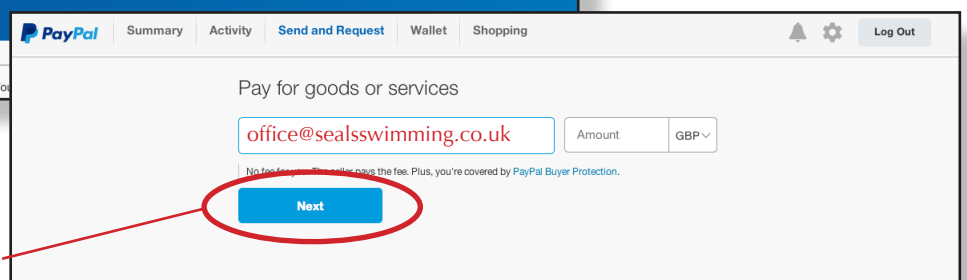 PayPal Summary Activity Send and Request Wallet Shopping Log Out
Pay for goods or services
office@sealsswimming.co.uk Amount GBP
No fee for you. The seller pays the fee. Plus, you're covered by PayPal Buyer Protection.
Next